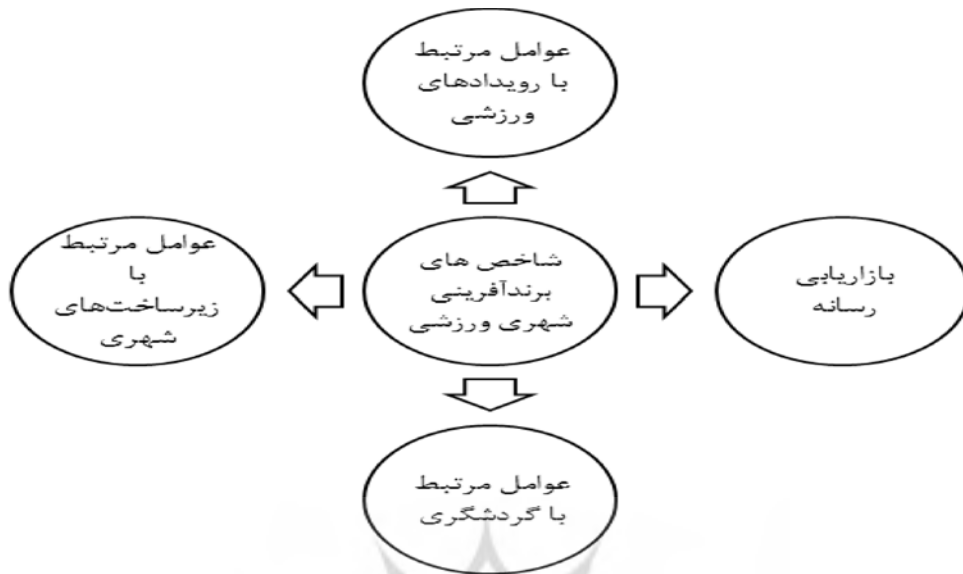 عوامل مرتبط
با رویدادهای
ورزشی
شاخص های
برندآفرینی
شهری ورزشی
بازاریابی
رسانه
عوامل مرتبط
با
زیرساخت‌های
شهری
عوامل مرتبط
با گردشگری